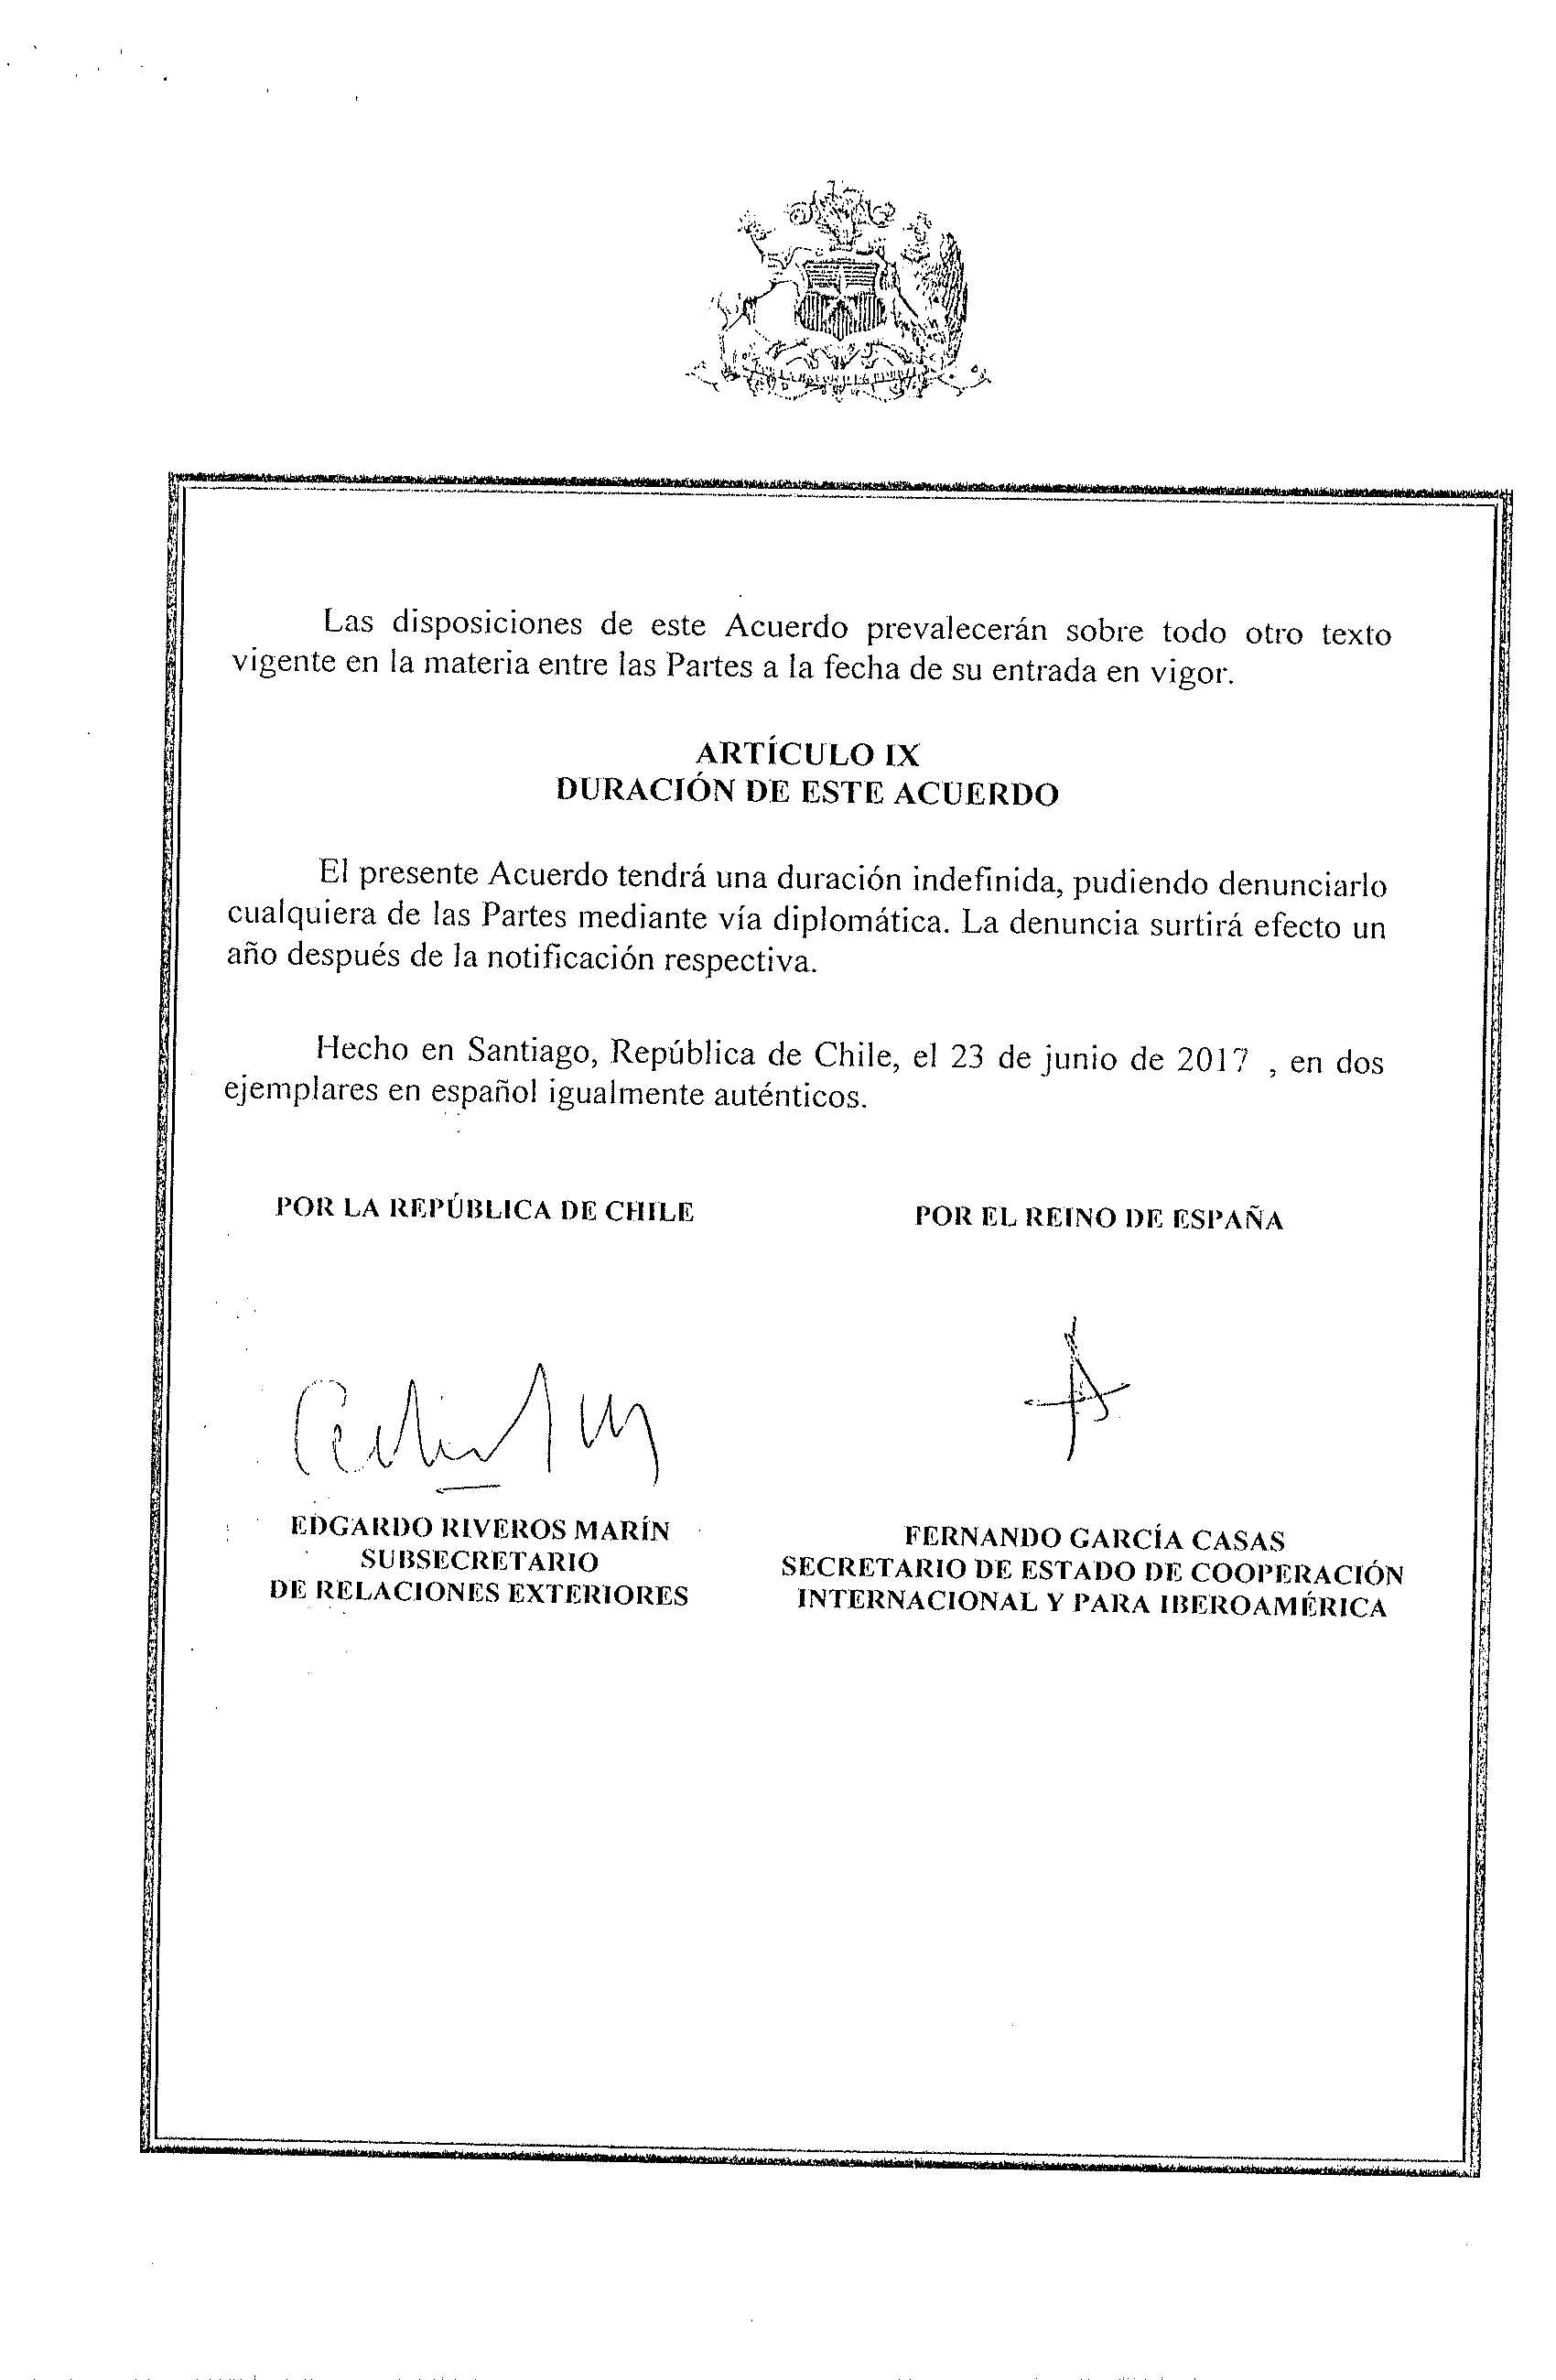 Las disposiciones de este Acuerdo prevalecerán sobre todo otro texto
vigente en la materia entre las Partes a la fecha de su entrada en vigor.
ARTÍCULO IX
DURACIÓN DE ESTE ACUERDO
El presente Acuerdo tendrá una duración indefinida, pudiendo denunciarlo
cualquiera de las Partes mediante vía diplomática. La denuncia surtirá efecto un
año después de la notificación respectiva.
Hecho en Santiago, República de Chile, el 23 de junio de 2017 , en dos
ejemplares en español igualmente auténticos.
POR LA REPÚBLICA DE CHILE
POR EL REINO DE ESPAÑA
EDGARDO RIVEROS MARÍN
SUBSECRETARIO
DE RELACIONES EXTERIORES
FERNANDO GARCÍA CASAS
SECRETARIO DE ESTADO DE COOPERACIÓN
INTERNACIONAL Y PARA IBEROAMÉRICA